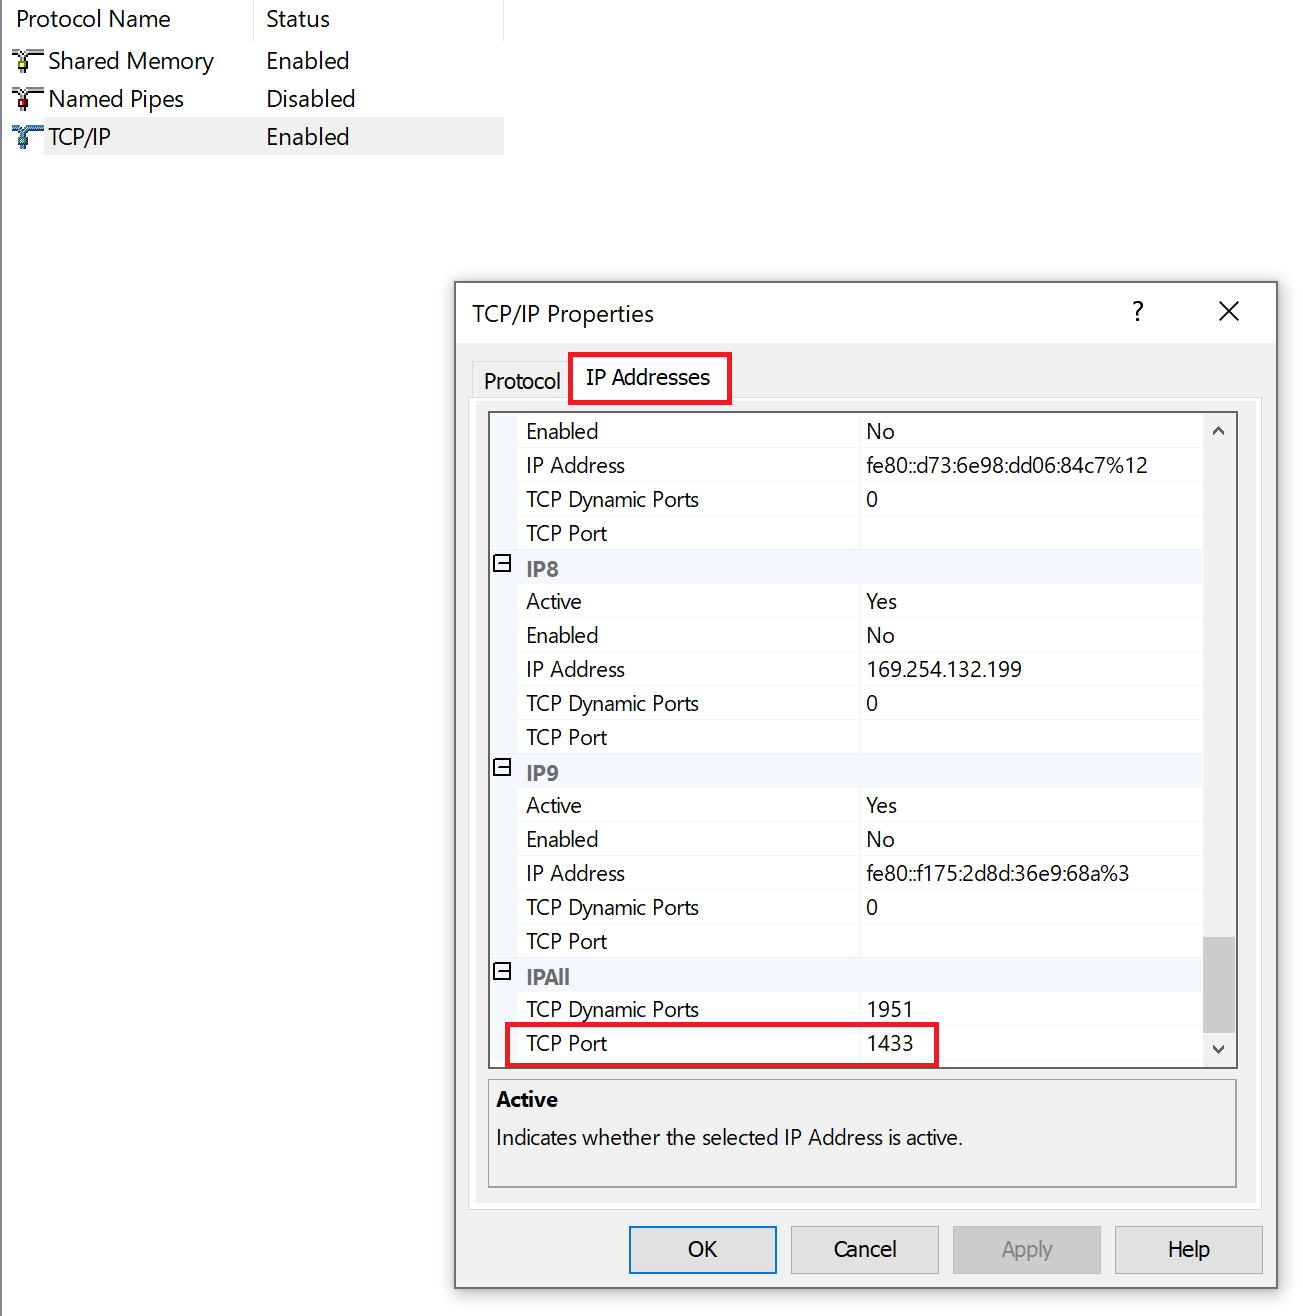 Protocol Name Status
Shared Memory Enabled
Named Pipes Disabled
TCP/IP Enabled
TCP/IP Properties ?
Protocol IP Addresses
Enabled No
IP Address fe80::d73:6e98:dd06:84c7%12
TCP Dynamic Ports 0
TCP Port
IP8
Active Yes
Enabled No
IP Address 169.254.132.199
TCP Dynamic Ports 0
TCP Port
IP9
Active Yes
Enabled No
IP Address fe80::f175:2d8d:36e9:68a%3
TCP Dynamic Ports 0
TCP Port
IPAll
TCP Dynamic Ports 1951
TCP Port 1433
Active
Indicates whether the selected IP Address is active.
OK Cancel Apply Help